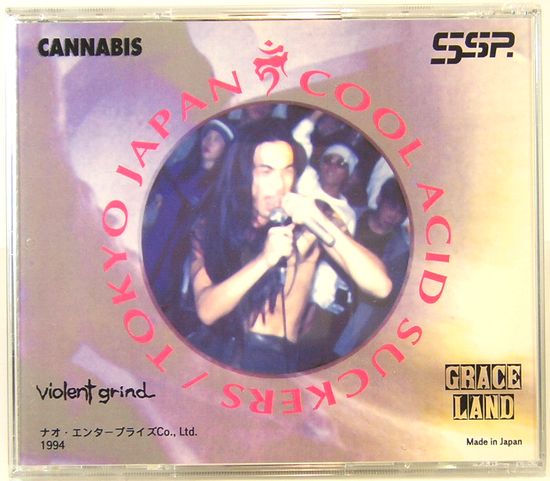 CANNABIS
SSP.
COOL ACID SUCKERS / TOKYO JAPAN
violent grind
GRACE
LAND
ナオ・エンタープライズCo., Ltd.
1994
Made in Japan